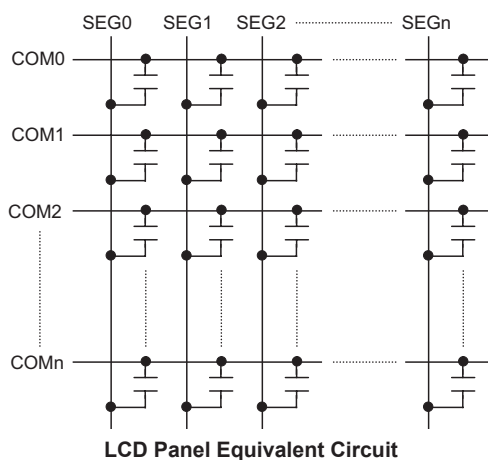 SEG0 SEG1 SEG2 SEGn
COM0
COM1
COM2
COMn
LCD Panel Equivalent Circuit